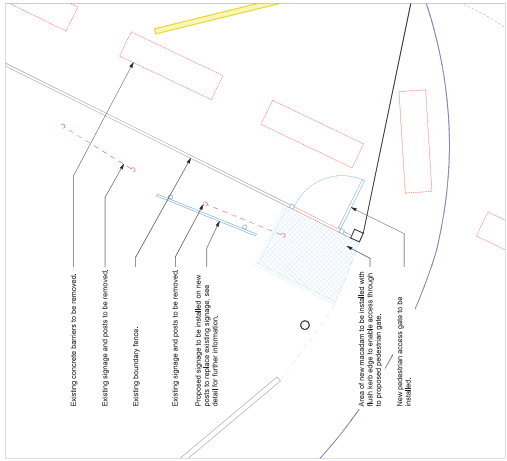 Existing concrete barriers to be removed.
Existing signage and posts to be removed.
Existing boundary fence.
Existing signage and posts to be removed.
Proposed signage to be installed on new
posts to replace existing signage, see
detail for further information.
Area of new macadam to be installed with
flush kerb edge to enable access through
to proposed pedestrian gate.
New pedestrian access gate to be
installed.